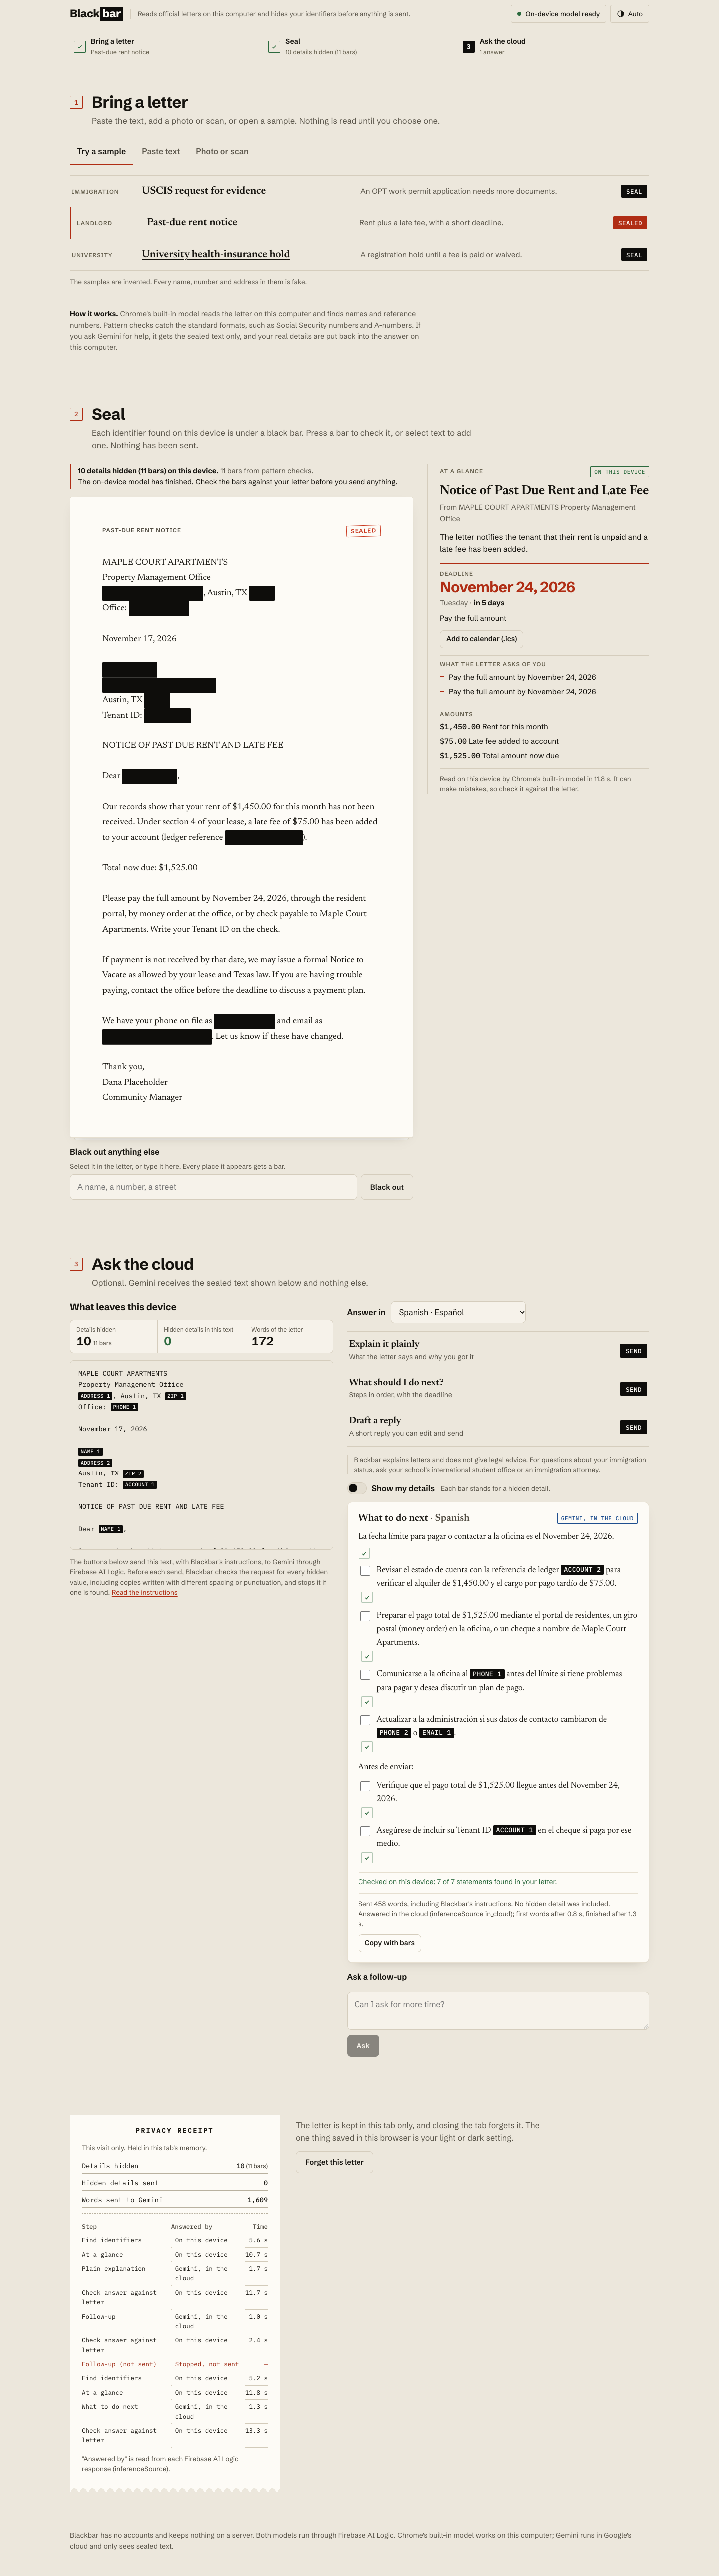 Blackbar
Reads official letters on this computer and hides your identifiers before anything is sent.
On-device model ready
Auto
Bring a letter
Past-due rent notice
Seal
10 details hidden (11 bars)
3
Ask the cloud
1 answer
1
Bring a letter
Paste the text, add a photo or scan, or open a sample. Nothing is read until you choose one.
Try a sample
Paste text
Photo or scan
IMMIGRATION
USCIS request for evidence
An OPT work permit application needs more documents.
SEAL
LANDLORD
Past-due rent notice
Rent plus a late fee, with a short deadline.
SEALED
UNIVERSITY
University health-insurance hold
A registration hold until a fee is paid or waived.
SEAL
The samples are invented. Every name, number and address in them is fake.
How it works. Chrome's built-in model reads the letter on this computer and finds names and reference
numbers. Pattern checks catch the standard formats, such as Social Security numbers and A-numbers. If
you ask Gemini for help, it gets the sealed text only, and your real details are put back into the answer on
this computer.
2
Seal
Each identifier found on this device is under a black bar. Press a bar to check it, or select text to add
one. Nothing has been sent.
10 details hidden (11 bars) on this device. 11 bars from pattern checks.
The on-device model has finished. Check the bars against your letter before you send anything.
PAST-DUE RENT NOTICE
SEALED
MAPLE COURT APARTMENTS
Property Management Office
, Austin, TX
Office:
November 17, 2026
Austin, TX
Tenant ID:
NOTICE OF PAST DUE RENT AND LATE FEE
Dear ,
Our records show that your rent of $1,450.00 for this month has not been
received. Under section 4 of your lease, a late fee of $75.00 has been added
to your account (ledger reference ).
Total now due: $1,525.00
Please pay the full amount by November 24, 2026, through the resident
portal, by money order at the office, or by check payable to Maple Court
Apartments. Write your Tenant ID on the check.
If payment is not received by that date, we may issue a formal Notice to
Vacate as allowed by your lease and Texas law. If you are having trouble
paying, contact the office before the deadline to discuss a payment plan.
We have your phone on file as and email as
. Let us know if these have changed.
Thank you,
Dana Placeholder
Community Manager
AT A GLANCE
ON THIS DEVICE
Notice of Past Due Rent and Late Fee
From MAPLE COURT APARTMENTS Property Management
Office
The letter notifies the tenant that their rent is unpaid and a
late fee has been added.
DEADLINE
November 24, 2026
Tuesday · in 5 days
Pay the full amount
Add to calendar (.ics)
WHAT THE LETTER ASKS OF YOU
– Pay the full amount by November 24, 2026
– Pay the full amount by November 24, 2026
AMOUNTS
$1,450.00 Rent for this month
$75.00 Late fee added to account
$1,525.00 Total amount now due
Read on this device by Chrome's built-in model in 11.8 s. It can
make mistakes, so check it against the letter.
Black out anything else
Select it in the letter, or type it here. Every place it appears gets a bar.
A name, a number, a street
Black out
3
Ask the cloud
Optional. Gemini receives the sealed text shown below and nothing else.
What leaves this device
Details hidden
10 11 bars
Hidden details in this text
0
Words of the letter
172
MAPLE COURT APARTMENTS
Property Management Office
ADDRESS 1, Austin, TX ZIP 1
Office: PHONE 1
November 17, 2026
NAME 1
ADDRESS 2
Austin, TX ZIP 2
Tenant ID: ACCOUNT 1
NOTICE OF PAST DUE RENT AND LATE FEE
Dear NAME 1,
The buttons below send this text, with Blackbar's instructions, to Gemini through
Firebase AI Logic. Before each send, Blackbar checks the request for every hidden
value, including copies written with different spacing or punctuation, and stops it if
one is found. Read the instructions
Answer in
Spanish · Español
Explain it plainly
What the letter says and why you got it
SEND
What should I do next?
Steps in order, with the deadline
SEND
Draft a reply
A short reply you can edit and send
SEND
Blackbar explains letters and does not give legal advice. For questions about your immigration
status, ask your school's international student office or an immigration attorney.
Show my details
Each bar stands for a hidden detail.
What to do next · Spanish
GEMINI, IN THE CLOUD
La fecha límite para pagar o contactar a la oficina es el November 24, 2026.
Revisar el estado de cuenta con la referencia de ledger ACCOUNT 2 para
verificar el alquiler de $1,450.00 y el cargo por pago tardío de $75.00.
Preparar el pago total de $1,525.00 mediante el portal de residentes, un giro
postal (money order) en la oficina, o un cheque a nombre de Maple Court
Apartments.
Comunicarse a la oficina al PHONE 1 antes del límite si tiene problemas
para pagar y desea discutir un plan de pago.
Actualizar a la administración si sus datos de contacto cambiaron de
PHONE 2 o EMAIL 1.
Antes de enviar:
Verifique que el pago total de $1,525.00 llegue antes del November 24,
2026.
Asegúrese de incluir su Tenant ID ACCOUNT 1 en el cheque si paga por ese
medio.
Checked on this device: 7 of 7 statements found in your letter.
Sent 458 words, including Blackbar's instructions. No hidden detail was included.
Answered in the cloud (inferenceSource in_cloud); first words after 0.8 s, finished after 1.3
s.
Copy with bars
Ask a follow-up
Can I ask for more time?
Ask
PRIVACY RECEIPT
This visit only. Held in this tab's memory.
Details hidden 10 (11 bars)
Hidden details sent 0
Words sent to Gemini 1,609
Step Answered by Time
Find identifiers On this device 5.6 s
At a glance On this device 10.7 s
Plain explanation Gemini, in the 1.7 s
cloud
Check answer against On this device 11.7 s
letter
Follow-up Gemini, in the 1.0 s
cloud
Check answer against On this device 2.4 s
letter
Follow-up (not sent) Stopped, not sent —
Find identifiers On this device 5.2 s
At a glance On this device 11.8 s
What to do next Gemini, in the 1.3 s
cloud
Check answer against On this device 13.3 s
letter
"Answered by" is read from each Firebase AI Logic
response (inferenceSource).
The letter is kept in this tab only, and closing the tab forgets it. The
one thing saved in this browser is your light or dark setting.
Forget this letter
Blackbar has no accounts and keeps nothing on a server. Both models run through Firebase AI Logic. Chrome's built-in model works on this computer; Gemini runs in Google's
cloud and only sees sealed text.